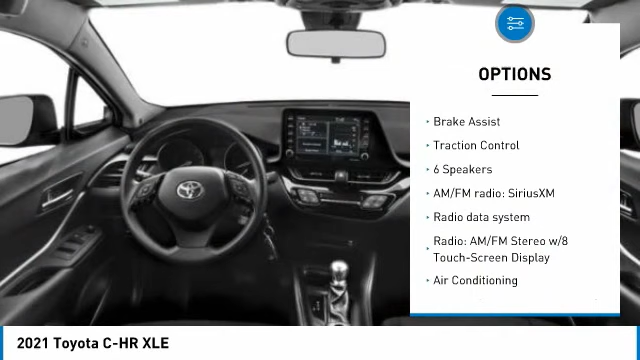 OPTIONS
Brake Assist
Traction Control
6 Speakers
AM/FM radio: SiriusXM
Radio data system
Radio: AM/FM Stereo w/8
Touch-Screen Display
Air Conditioning
2021 Toyota C-HR XLE